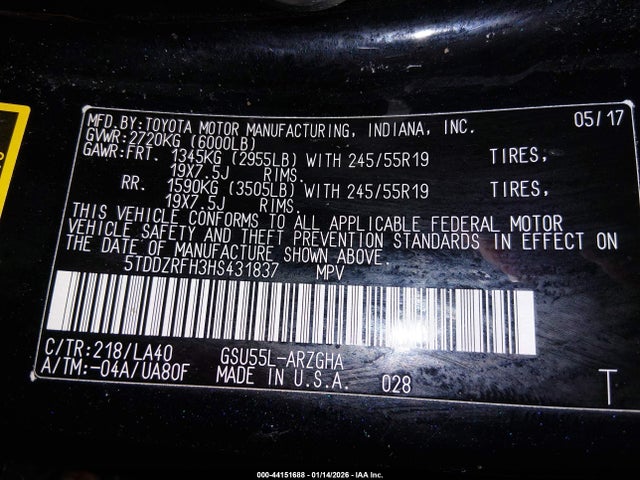 MFD.BY:TOYOTA MOTOR MANUFACTURING, INDIANA, INC. 05/17
GVWR:2720KG (6000LB)
GAWR:FRT. 1345KG (2955LB) WITH 245/55R19 TIRES,
19X7.5J RIMS.
RR. 1590KG (3505LB) WITH 245/55R19 TIRES,
19X7.5J RIMS.
THIS VEHICLE CONFORMS TO ALL APPLICABLE FEDERAL MOTOR
VEHICLE SAFETY AND THEFT PREVENTION STANDARDS IN EFFECT ON
THE DATE OF MANUFACTURE SHOWN ABOVE.
5TDDZRFH3HS431837 MPV
C/TR:218/LA40 GSU55L-ARZGHA
A/TM:-04A/UA80F MADE IN U.S.A. 028 T
000-44151688 - 01/14/2026 - IAA Inc.